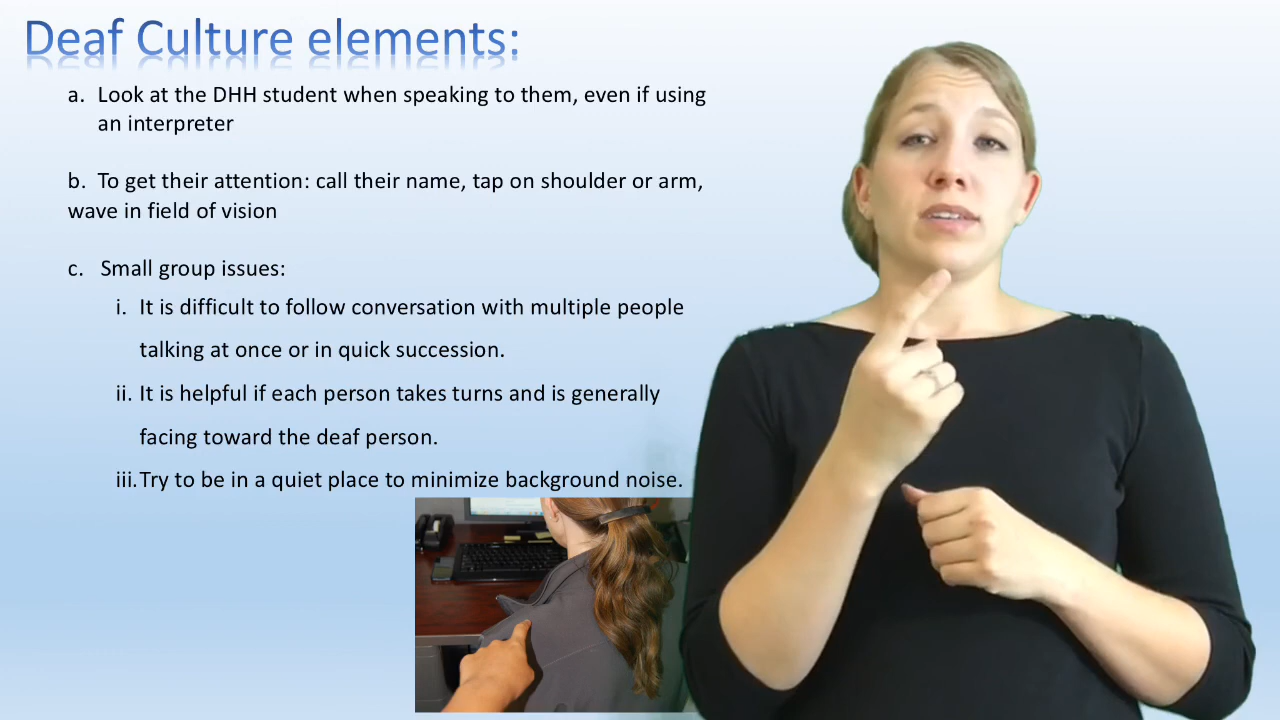 Deaf Culture elements:
a. Look at the DHH student when speaking to them, even if using
an interpreter
b. To get their attention: call their name, tap on shoulder or arm,
wave in field of vision
c. Small group issues:
i. It is difficult to follow conversation with multiple people
talking at once or in quick succession.
ii. It is helpful if each person takes turns and is generally
facing toward the deaf person.
iii. Try to be in a quiet place to minimize background noise.